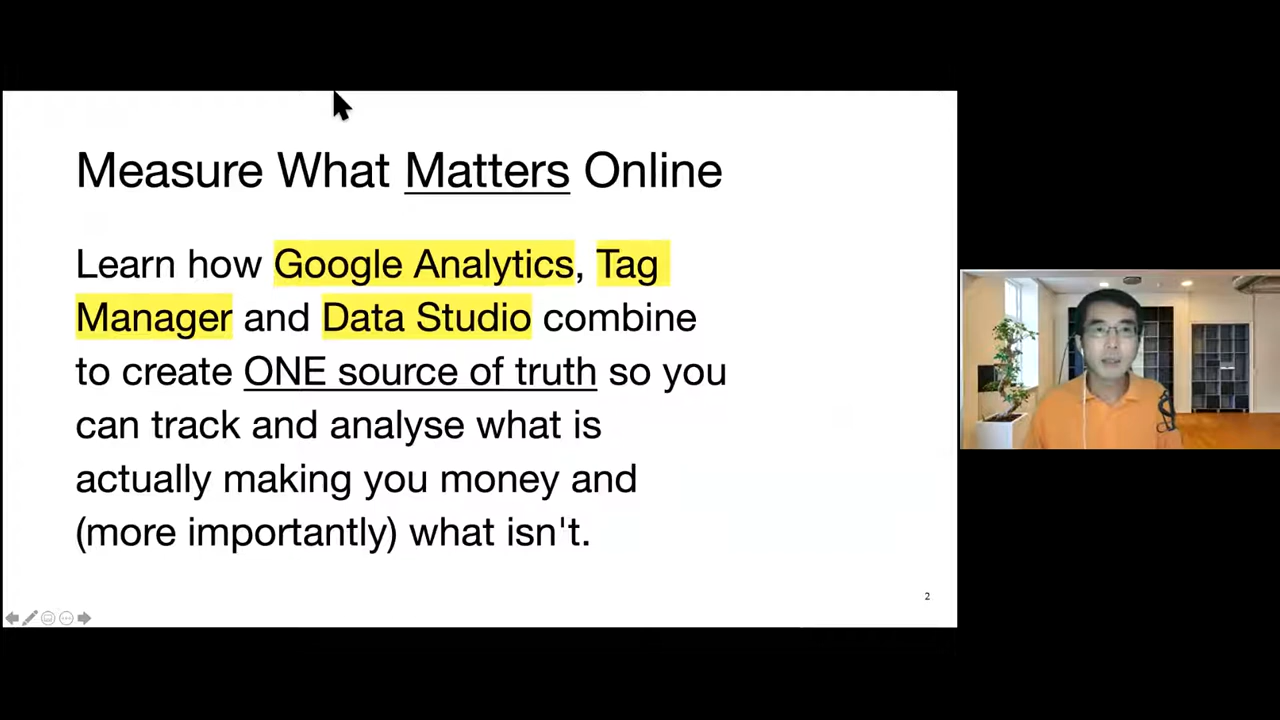 Measure What Matters Online
Learn how Google Analytics, Tag
Manager and Data Studio combine
to create ONE source of truth so you
can track and analyse what is
actually making you money and
(more importantly) what isn't.
2